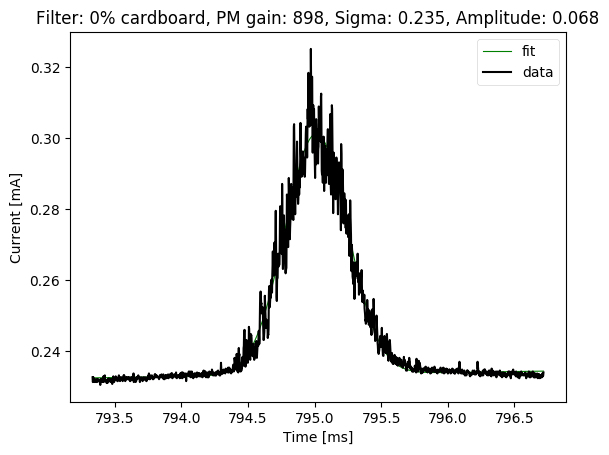 Filter: 0% cardboard, PM gain: 898, Sigma: 0.235, Amplitude: 0.068
fit
data
0.32
0.30
0.28
0.26
0.24
Current [mA]
793.5 794.0 794.5 795.0 795.5 796.0 796.5
Time [ms]